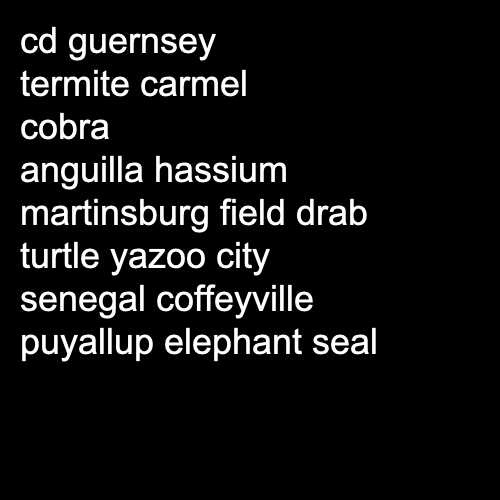 cd guernsey
termite carmel
cobra
anguilla hassium
martinsburg field drab
turtle yazoo city
senegal coffeyville
puyallup elephant seal